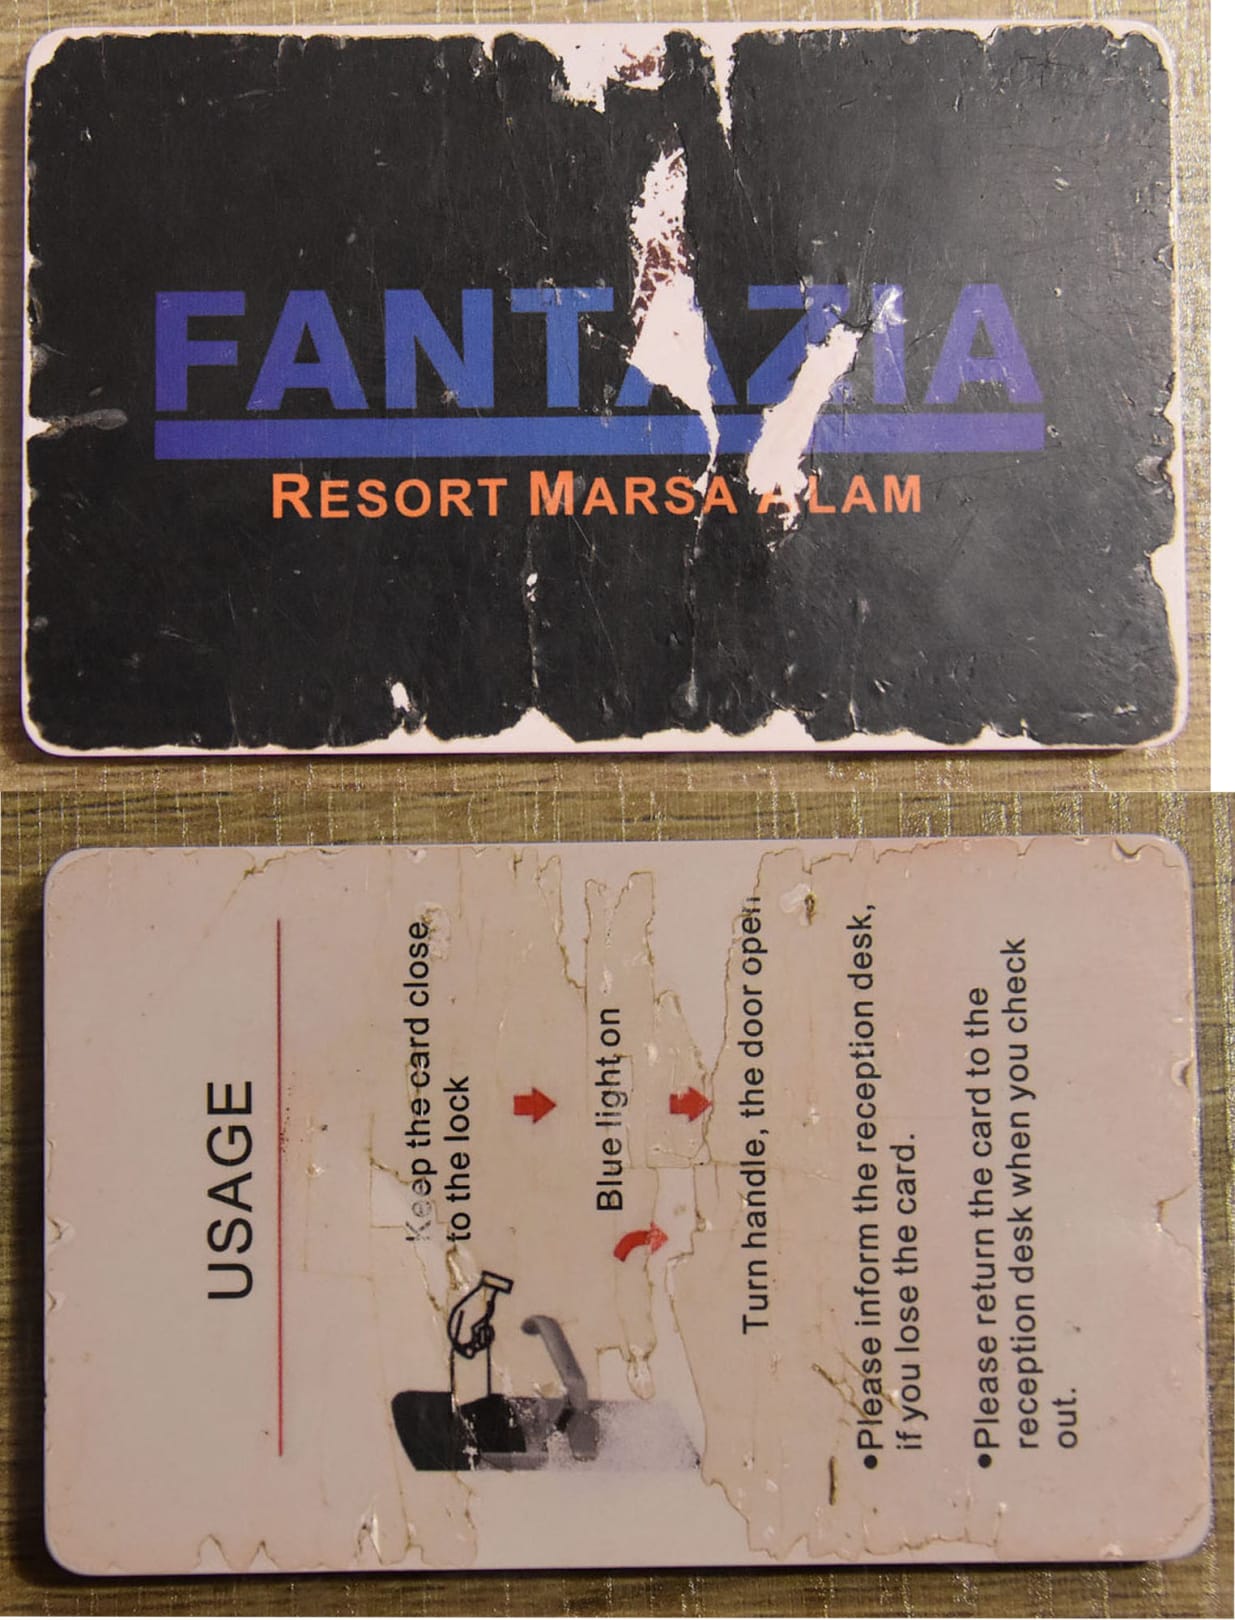 FANTAZIA
RESORT MARSA ALAM
USAGE
Keep the card close
to the lock
Blue light on
Turn handle, the door open
●Please inform the reception desk,
if you lose the card.
●Please return the card to the
reception desk when you check
out.